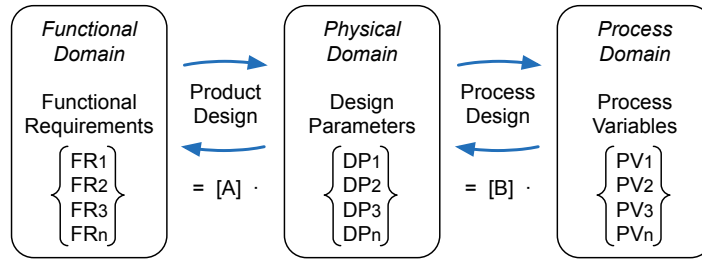 Functional
Domain
Functional
Requirements
FR1
FR2
FR3
FRn
Product
Design
= [A] ·
Physical
Domain
Design
Parameters
DP1
DP2
DP3
DPn
Process
Design
= [B] ·
Process
Domain
Process
Variables
PV1
PV2
PV3
PVn